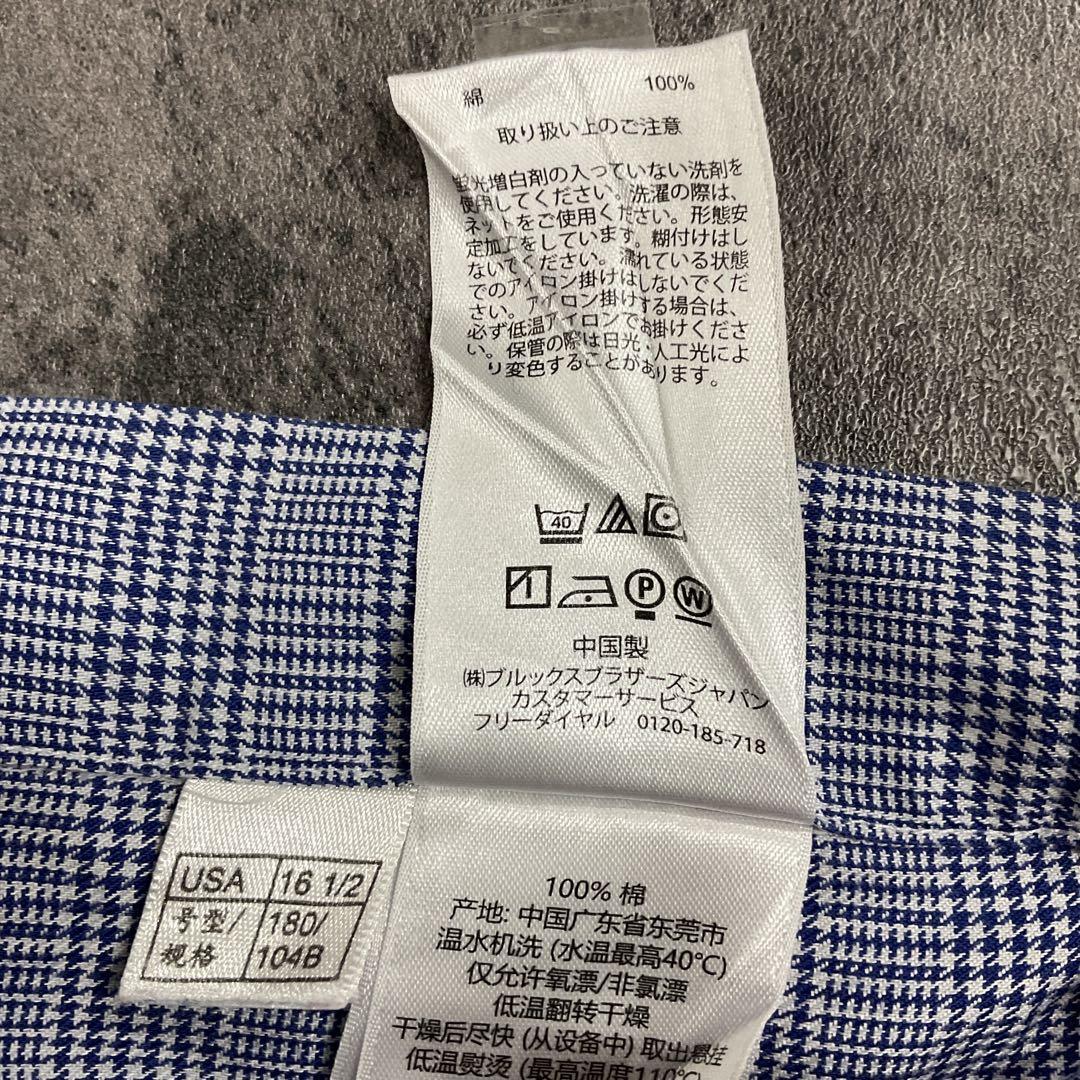 綿 100%
取り扱い上のご注意
蛍光増白剤の入っていない洗剤を
使用してください。洗濯の際は、
ネットをご使用ください。形態安
定加工をしています。糊付けはし
ないでください。濡れている状態
でのアイロン掛けはしないでくだ
さい。アイロン掛けする場合は、
必ず低温アイロンでお掛けくださ
い。保管の際は日光、人工光によ
り変色することがあります。
40
P W
中国製
㈱ブルックスブラザーズジャパン
カスタマーサービス
フリーダイヤル 0120-185-718
USA 16 1/2
号型/ 180/
规格 104B
100% 棉
产地: 中国广东省东莞市
温水机洗 (水温最高40℃)
仅允许氧漂/非氯漂
低温翻转干燥
干燥后尽快 (从设备中) 取出悬挂
低温熨烫 (最高温度110℃)